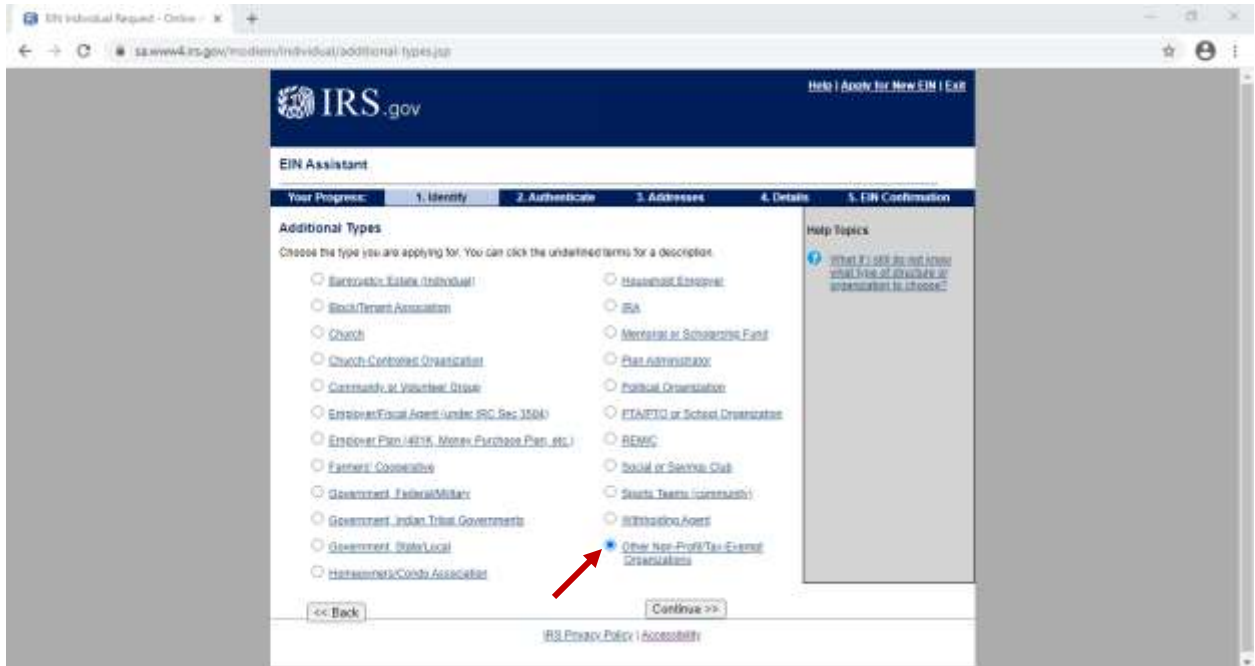 EIN Individual Request - Online
sa.www4.irs.gov/modiein/individual/additional-types.jsp
IRS.gov
Help | Apply for New EIN | Exit
EIN Assistant
Your Progress: 1. Identify 2. Authenticate 3. Addresses 4. Details 5. EIN Confirmation
Additional Types
Choose the type you are applying for. You can click the underlined terms for a description.
Bankruptcy Estate (Individual)
Block/Tenant Association
Church
Church-Controlled Organization
Community or Volunteer Group
Employer/Fiscal Agent (under IRC Sec 3504)
Employer Plan (401K, Money Purchase Plan, etc.)
Farmers' Cooperative
Government, Federal/Military
Government, Indian Tribal Governments
Government, State/Local
Homeowners/Condo Association
Household Employer
IRA
Memorial or Scholarship Fund
Plan Administrator
Political Organization
PTA/PTO or School Organization
REMIC
Social or Savings Club
Sports Teams (community)
Withholding Agent
Other Non-Profit/Tax-Exempt
Organizations
Help Topics
What if I still do not know
what type of structure or
organization to choose?
<< Back
Continue >>
IRS Privacy Policy | Accessibility